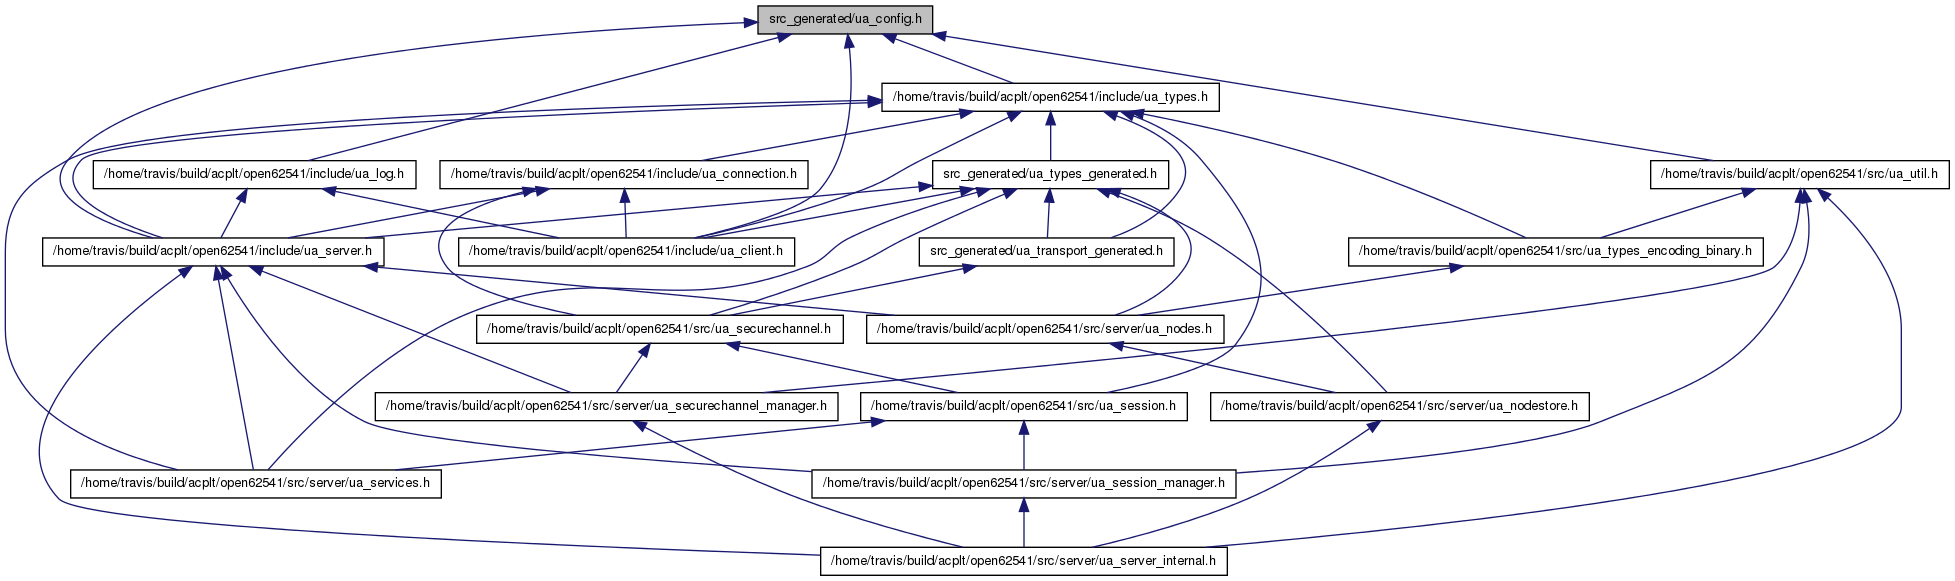 src_generated/ua_config.h
/home/travis/build/acplt/open62541/include/ua_types.h
/home/travis/build/acplt/open62541/include/ua_log.h
/home/travis/build/acplt/open62541/include/ua_connection.h
src_generated/ua_types_generated.h
/home/travis/build/acplt/open62541/src/ua_util.h
/home/travis/build/acplt/open62541/include/ua_server.h
/home/travis/build/acplt/open62541/include/ua_client.h
src_generated/ua_transport_generated.h
/home/travis/build/acplt/open62541/src/ua_types_encoding_binary.h
/home/travis/build/acplt/open62541/src/ua_securechannel.h
/home/travis/build/acplt/open62541/src/server/ua_nodes.h
/home/travis/build/acplt/open62541/src/server/ua_securechannel_manager.h
/home/travis/build/acplt/open62541/src/ua_session.h
/home/travis/build/acplt/open62541/src/server/ua_nodestore.h
/home/travis/build/acplt/open62541/src/server/ua_services.h
/home/travis/build/acplt/open62541/src/server/ua_session_manager.h
/home/travis/build/acplt/open62541/src/server/ua_server_internal.h